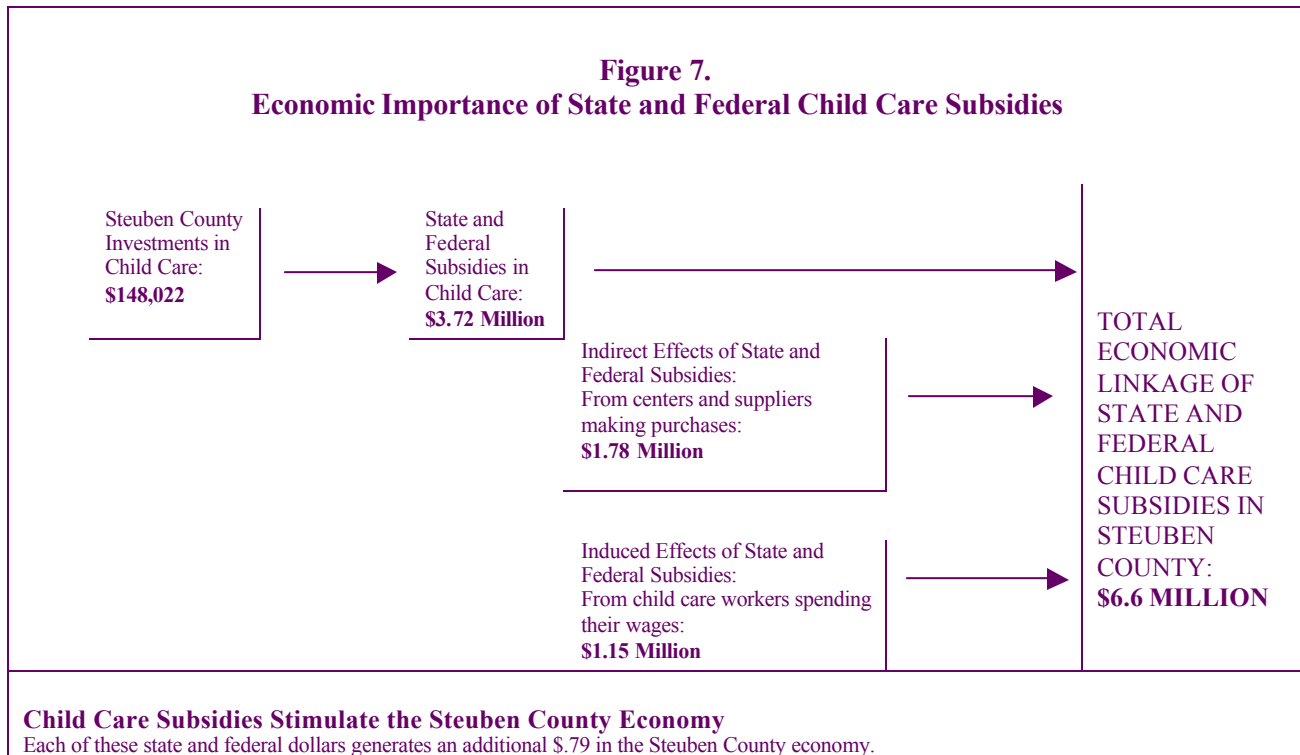 Figure 7.
Economic Importance of State and Federal Child Care Subsidies
Steuben County
Investments in
Child Care:
$148,022
State and
Federal
Subsidies in
Child Care:
$3.72 Million
Indirect Effects of State and
Federal Subsidies:
From centers and suppliers
making purchases:
$1.78 Million
Induced Effects of State and
Federal Subsidies:
From child care workers spending
their wages:
$1.15 Million
TOTAL
ECONOMIC
LINKAGE OF
STATE AND
FEDERAL
CHILD CARE
SUBSIDIES IN
STEUBEN
COUNTY:
$6.6 MILLION
Child Care Subsidies Stimulate the Steuben County Economy
Each of these state and federal dollars generates an additional $.79 in the Steuben County economy.